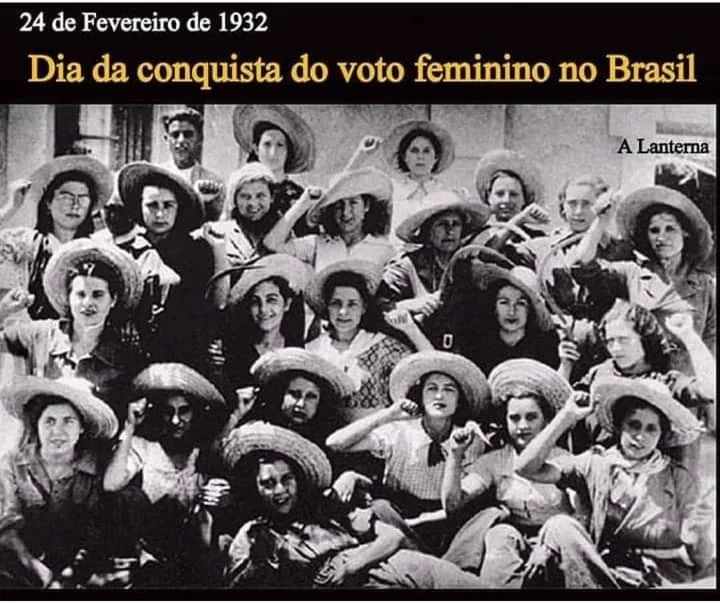 24 de Fevereiro de 1932
Dia da conquista do voto feminino no Brasil
A Lanterna